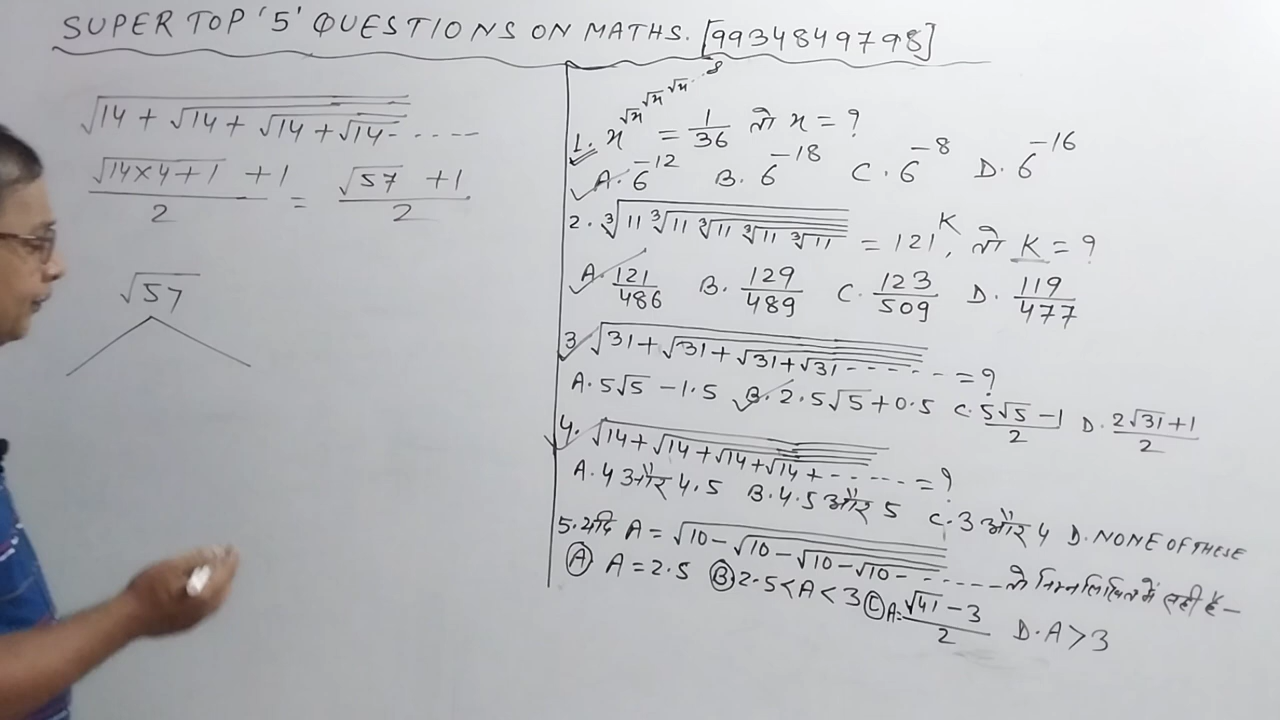 SUPER TOP '5' QUESTIONS ON MATHS. [9934849798]
√14 + √14 + √14 + √14 - . . . . - - -
√14×4+1 + 1 / 2 = √57 + 1 / 2
√57
1. x^√x^√x^√x...∞ = 1/36 तो x = ?
A. 6^-12 B. 6^-18 C. 6^-8 D. 6^-16
2. ∛11 ∛11 ∛11 ∛11 ∛11 = 121^K, तो K = ?
A. 121/486 B. 129/489 C. 123/509 D. 119/477
3 √31 + √31 + √31 + √31 - - - - - - - = ?
A. 5√5 - 1.5 B. 2.5√5 + 0.5 C. 5√5 - 1 / 2 D. 2√31 + 1 / 2
4. √14 + √14 + √14 + √14 + - - - - - - = ?
A. 4 और 4.5 B. 4.5 और 5 C. 3 और 4 D. NONE OF THESE
5. यदि A = √10 - √10 - √10 - √10 - - - - - - - तो निम्नलिखित में सही है -
(A) A = 2.5 (B) 2.5 < A < 3 (C) A = √41 - 3 / 2 D. A > 3